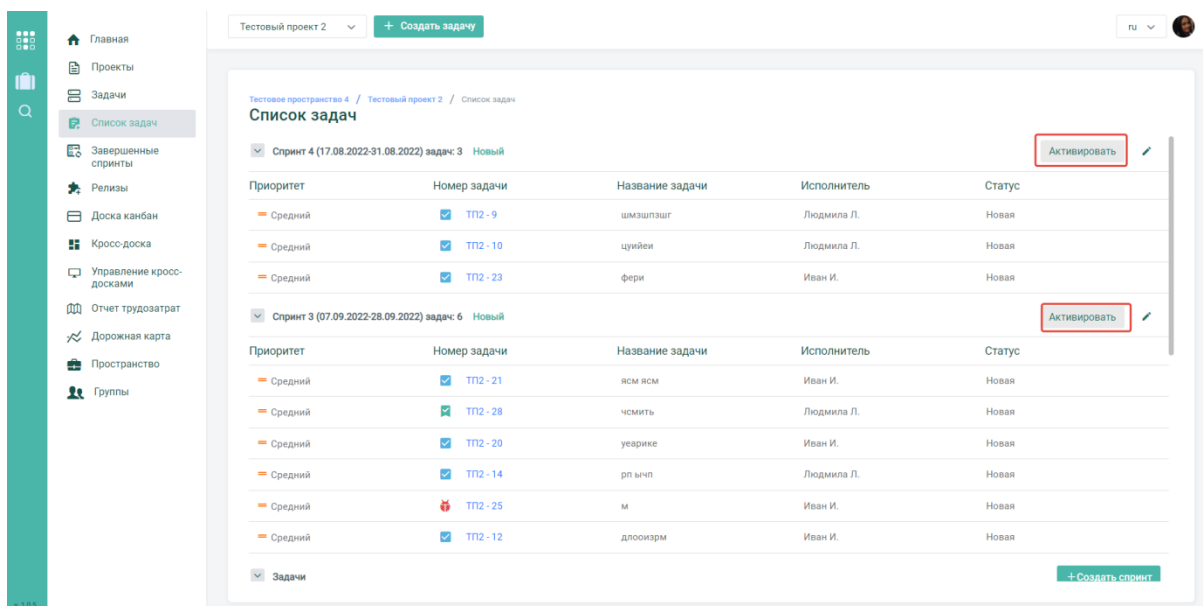 Тестовый проект 2
+ Создать задачу
ru
Главная
Проекты
Задачи
Список задач
Завершенные
спринты
Релизы
Доска канбан
Кросс-доска
Управление кросс-
досками
Отчет трудозатрат
Дорожная карта
Пространство
Группы
Тестовое пространство 4 / Тестовый проект 2 / Список задач
Список задач
Спринт 4 (17.08.2022-31.08.2022) задач: 3 Новый Активировать
Приоритет Номер задачи Название задачи Исполнитель Статус
Средний ТП2 - 9 шмзшпзшг Людмила Л. Новая
Средний ТП2 - 10 цуийеи Людмила Л. Новая
Средний ТП2 - 23 фери Иван И. Новая
Спринт 3 (07.09.2022-28.09.2022) задач: 6 Новый Активировать
Приоритет Номер задачи Название задачи Исполнитель Статус
Средний ТП2 - 21 ясм ясм Иван И. Новая
Средний ТП2 - 28 чсмить Людмила Л. Новая
Средний ТП2 - 20 уеарике Иван И. Новая
Средний ТП2 - 14 рп ычп Людмила Л. Новая
Средний ТП2 - 25 м Иван И. Новая
Средний ТП2 - 12 длооизрм Иван И. Новая
Задачи +Создать спринт